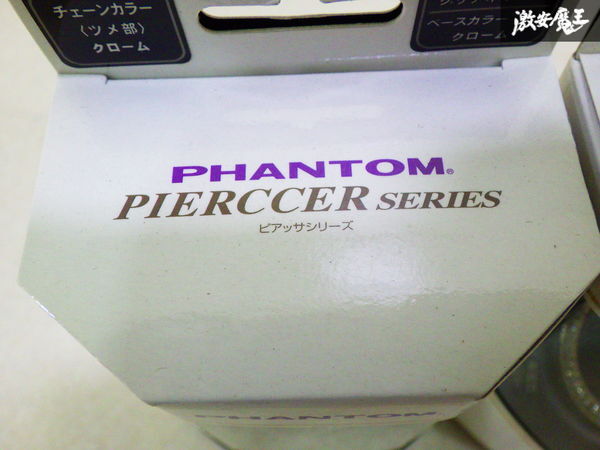 チェーンカラー
〈ツメ部〉
クローム
ベースカラー
クローム
激安魔王
PHANTOM®
PIERCCER SERIES
ピアッサシリーズ
PHANTOM